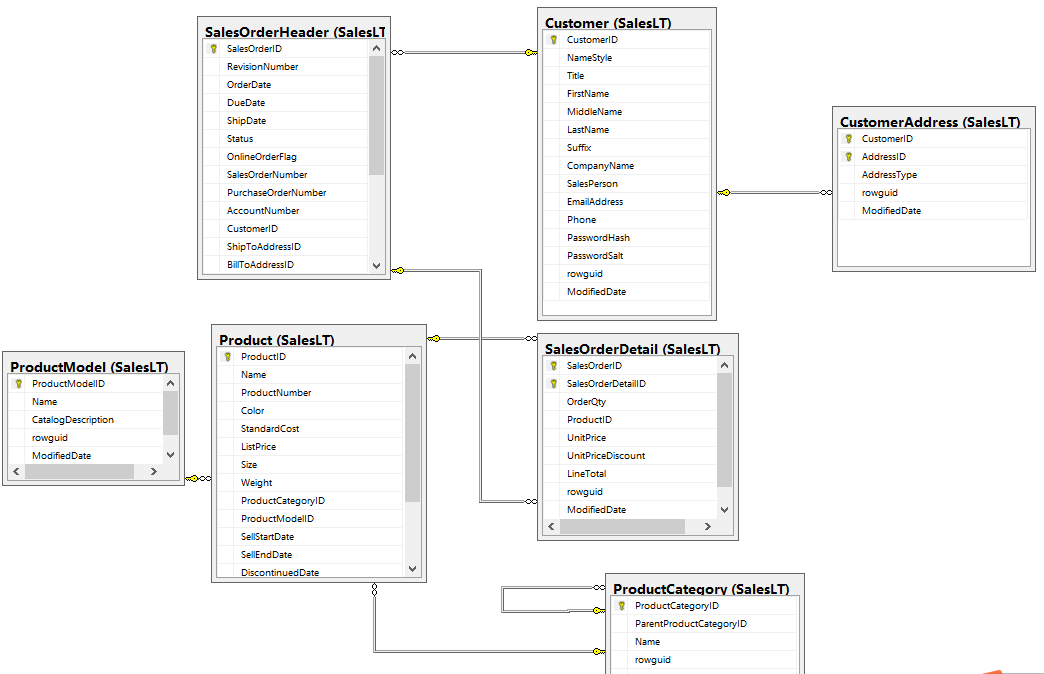 SalesOrderHeader (SalesLT
SalesOrderID
RevisionNumber
OrderDate
DueDate
ShipDate
Status
OnlineOrderFlag
SalesOrderNumber
PurchaseOrderNumber
AccountNumber
CustomerID
ShipToAddressID
BillToAddressID
Customer (SalesLT)
CustomerID
NameStyle
Title
FirstName
MiddleName
LastName
Suffix
CompanyName
SalesPerson
EmailAddress
Phone
PasswordHash
PasswordSalt
rowguid
ModifiedDate
CustomerAddress (SalesLT)
CustomerID
AddressID
AddressType
rowguid
ModifiedDate
ProductModel (SalesLT)
ProductModelID
Name
CatalogDescription
rowguid
ModifiedDate
Product (SalesLT)
ProductID
Name
ProductNumber
Color
StandardCost
ListPrice
Size
Weight
ProductCategoryID
ProductModelID
SellStartDate
SellEndDate
DiscontinuedDate
SalesOrderDetail (SalesLT)
SalesOrderID
SalesOrderDetailID
OrderQty
ProductID
UnitPrice
UnitPriceDiscount
LineTotal
rowguid
ModifiedDate
ProductCategory (SalesLT)
ProductCategoryID
ParentProductCategoryID
Name
rowguid